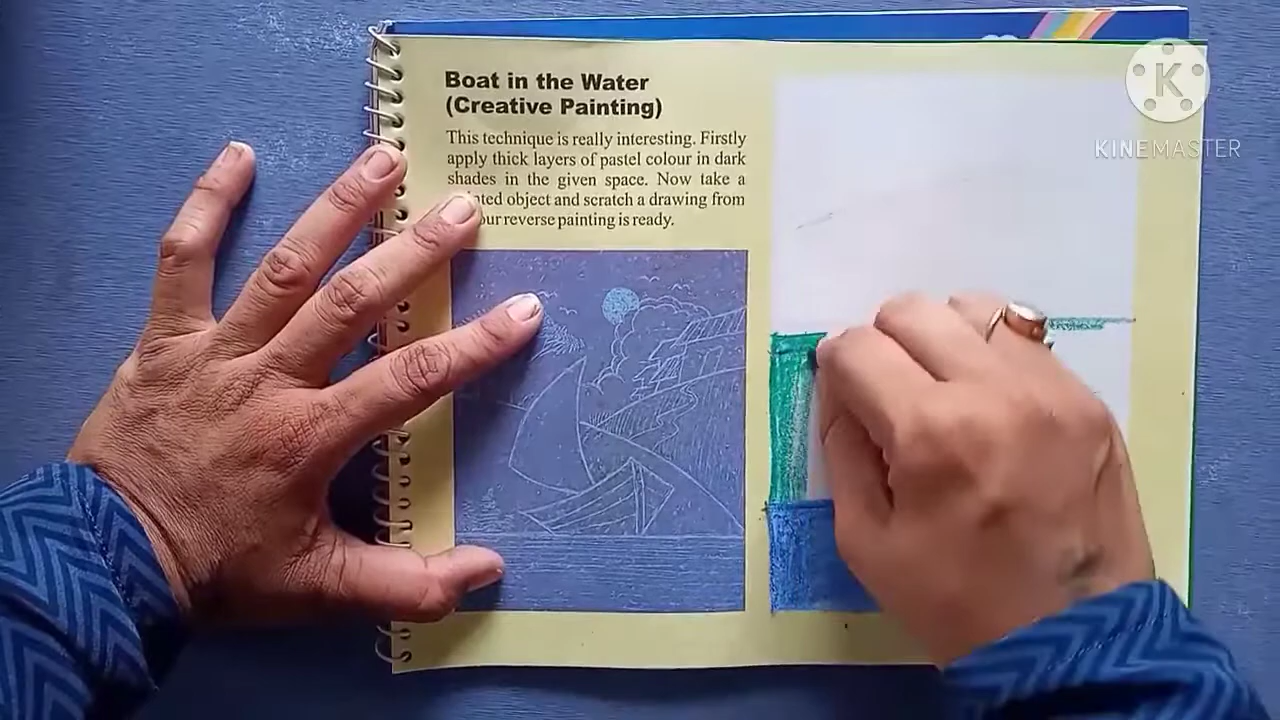 Boat in the Water
(Creative Painting)
This technique is really interesting. Firstly
apply thick layers of pastel colour in dark
shades in the given space. Now take a
object and scratch a drawing from
reverse painting is ready.
K
KINEMASTER